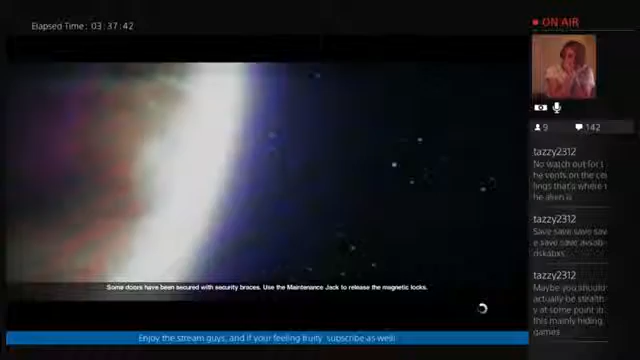 Elapsed Time : 03:37:42
ON AIR
9
142
tazzy2312
No watch out for t
he vents on the cei
lings that's where t
he alien is
tazzy2312
Save save save sav
e save save
tazzy2312
Maybe you should
actually be stealth
y at some point in
this mainly hiding
games
Some doors have been secured with security braces. Use the Maintenance Jack to release the magnetic locks.
Enjoy the stream guys, and if your feeling fruity subscribe as well!